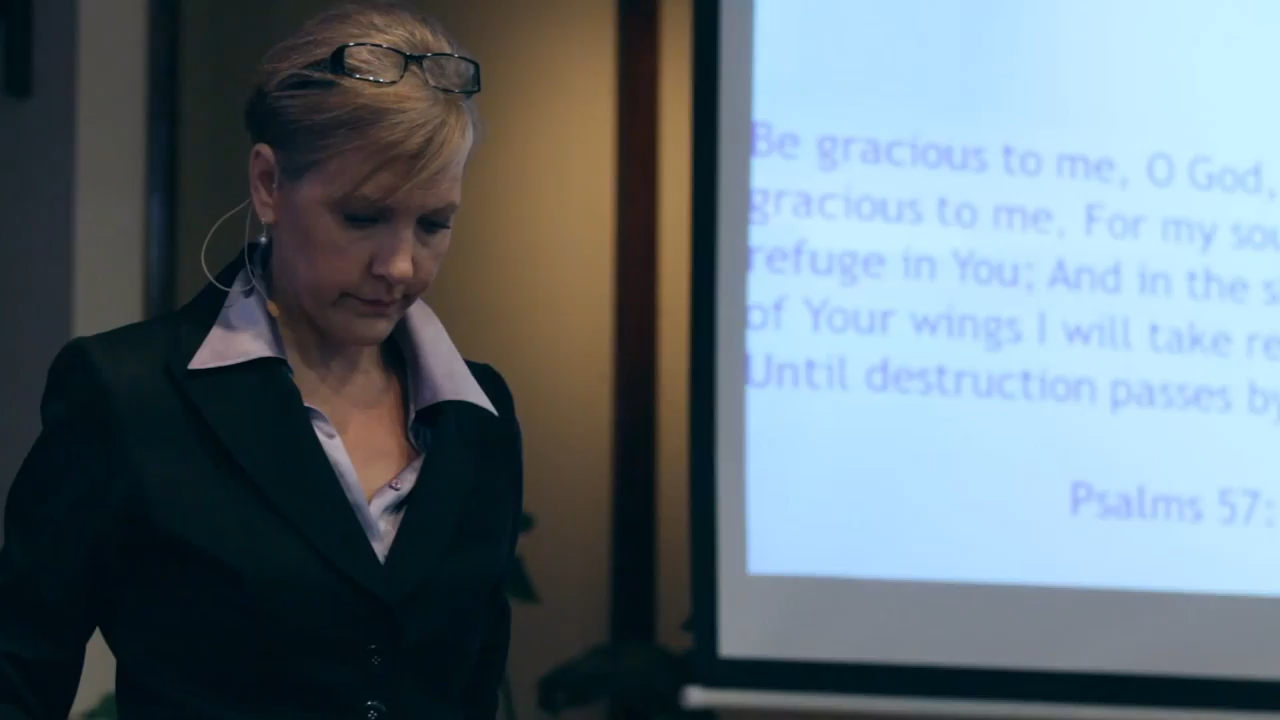 Be gracious to me, O God,
gracious to me, For my
refuge in You; And in the
of Your wings I will take
Until destruction passes by
Psalms 57: